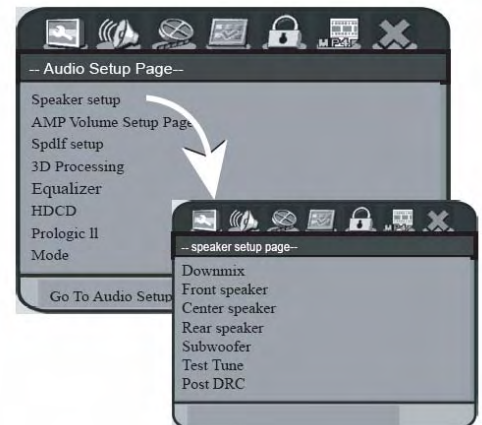 MP4
-- Audio Setup Page--
Speaker setup
AMP Volume Setup Page
Spdlf setup
3D Processing
Equalizer
HDCD
Prologic ll
Mode
Go To Audio Setup
-- speaker setup page--
Downmix
Front speaker
Center speaker
Rear speaker
Subwoofer
Test Tune
Post DRC